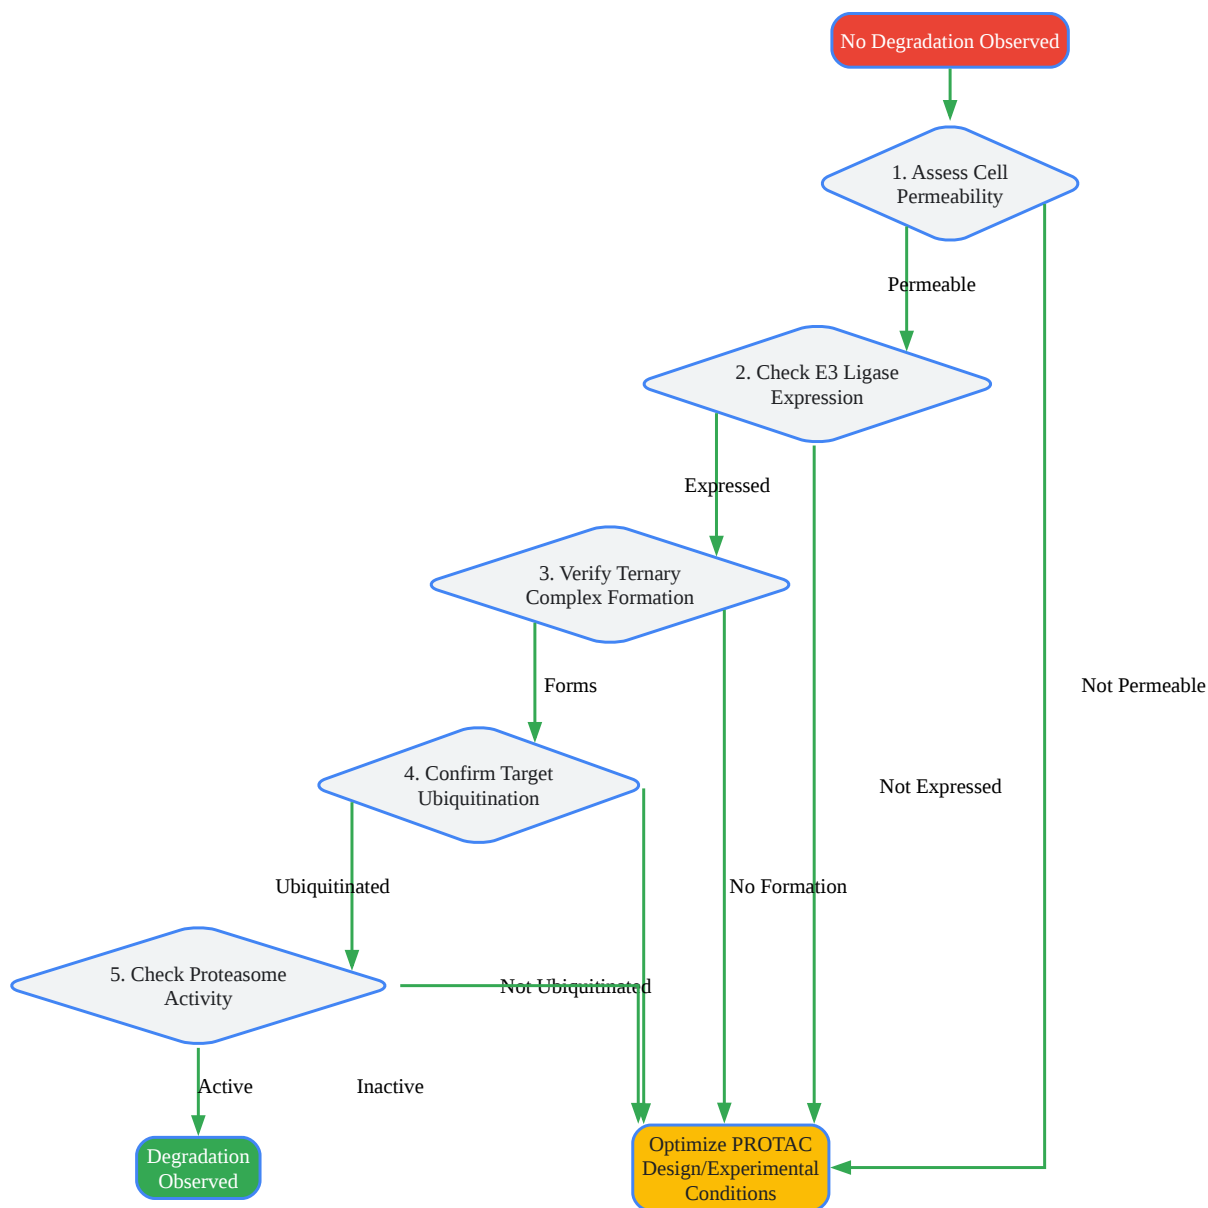 No Degradation Observed
1. Assess Cell
Permeability
Permeable
2. Check E3 Ligase
Expression
Expressed
3. Verify Ternary
Complex Formation
Forms
Not Permeable
4. Confirm Target
Ubiquitination
Not Expressed
Ubiquitinated
No Formation
5. Check Proteasome
Activity
Not Ubiquitinated
Active
Inactive
Degradation
Observed
Optimize PROTAC
Design/Experimental
Conditions